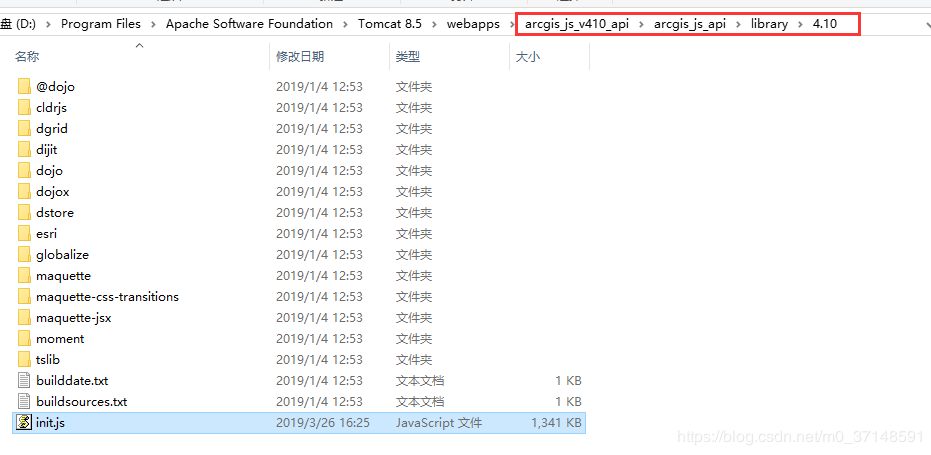 盘 (D:) › Program Files › Apache Software Foundation › Tomcat 8.5 › webapps › arcgis_js_v410_api › arcgis_js_api › library › 4.10
名称 修改日期 类型 大小
@dojo 2019/1/4 12:53 文件夹
cldrjs 2019/1/4 12:53 文件夹
dgrid 2019/1/4 12:53 文件夹
dijit 2019/1/4 12:53 文件夹
dojo 2019/1/4 12:53 文件夹
dojox 2019/1/4 12:53 文件夹
dstore 2019/1/4 12:53 文件夹
esri 2019/1/4 12:53 文件夹
globalize 2019/1/4 12:53 文件夹
maquette 2019/1/4 12:53 文件夹
maquette-css-transitions 2019/1/4 12:53 文件夹
maquette-jsx 2019/1/4 12:53 文件夹
moment 2019/1/4 12:53 文件夹
tslib 2019/1/4 12:53 文件夹
builddate.txt 2019/1/4 12:53 文本文档 1 KB
buildsources.txt 2019/1/4 12:53 文本文档 1 KB
init.js 2019/3/26 16:25 JavaScript 文件 1,341 KB
https://blog.csdn.net/m0_37148591